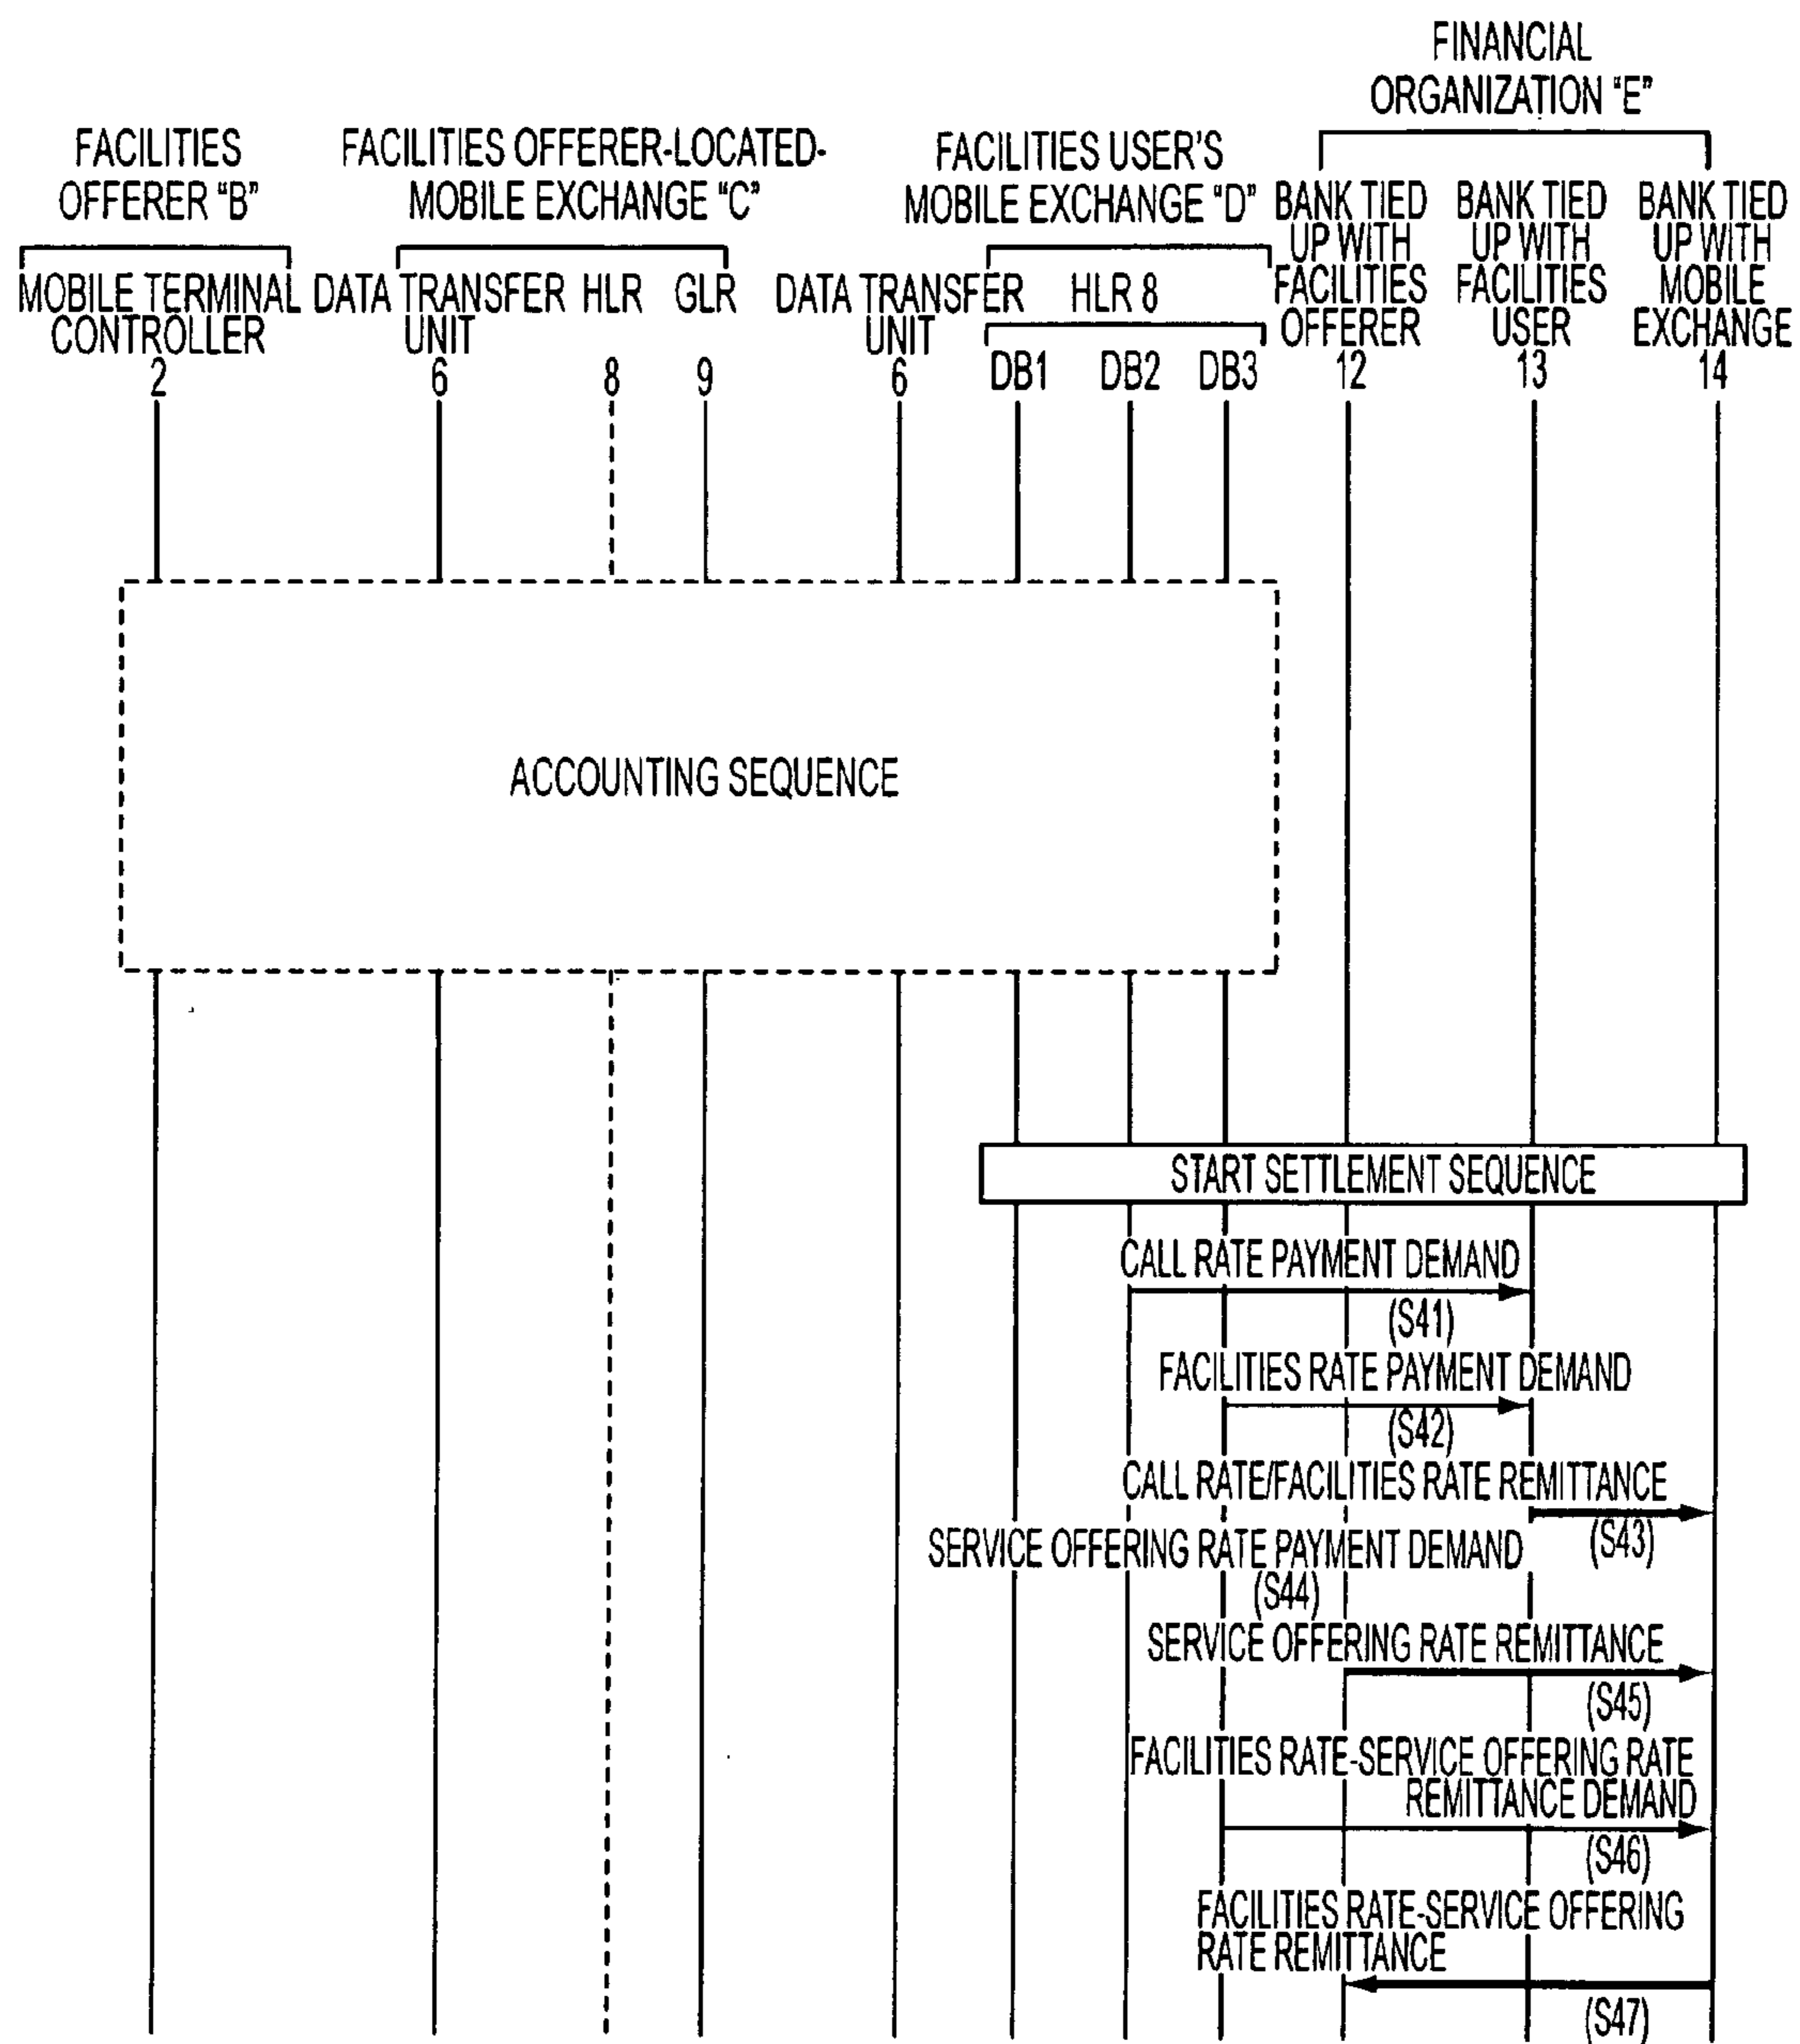 FINANCIAL
ORGANIZATION "E"
FACILITIES
OFFERER "B"
FACILITIES OFFERER-LOCATED-
MOBILE EXCHANGE "C"
FACILITIES USER'S
MOBILE EXCHANGE "D"
MOBILE TERMINAL
CONTROLLER
2
DATA TRANSFER
UNIT
6
HLR
8
GLR
9
DATA TRANSFER
UNIT
6
HLR 8
DB1
DB2
DB3
BANK TIED
UP WITH
FACILITIES
OFFERER
12
BANK TIED
UP WITH
FACILITIES
USER
13
BANK TIED
UP WITH
MOBILE
EXCHANGE
14
ACCOUNTING SEQUENCE
START SETTLEMENT SEQUENCE
CALL RATE PAYMENT DEMAND
(S41)
FACILITIES RATE PAYMENT DEMAND
(S42)
CALL RATE/FACILITIES RATE REMITTANCE
(S43)
SERVICE OFFERING RATE PAYMENT DEMAND
(S44)
SERVICE OFFERING RATE REMITTANCE
(S45)
FACILITIES RATE-SERVICE OFFERING RATE
REMITTANCE DEMAND
(S46)
FACILITIES RATE-SERVICE OFFERING
RATE REMITTANCE
(S47)